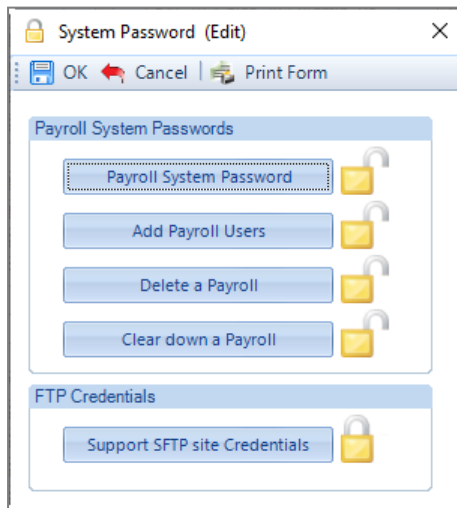 System Password (Edit)
OK Cancel Print Form
Payroll System Passwords
Payroll System Password
Add Payroll Users
Delete a Payroll
Clear down a Payroll
FTP Credentials
Support SFTP site Credentials